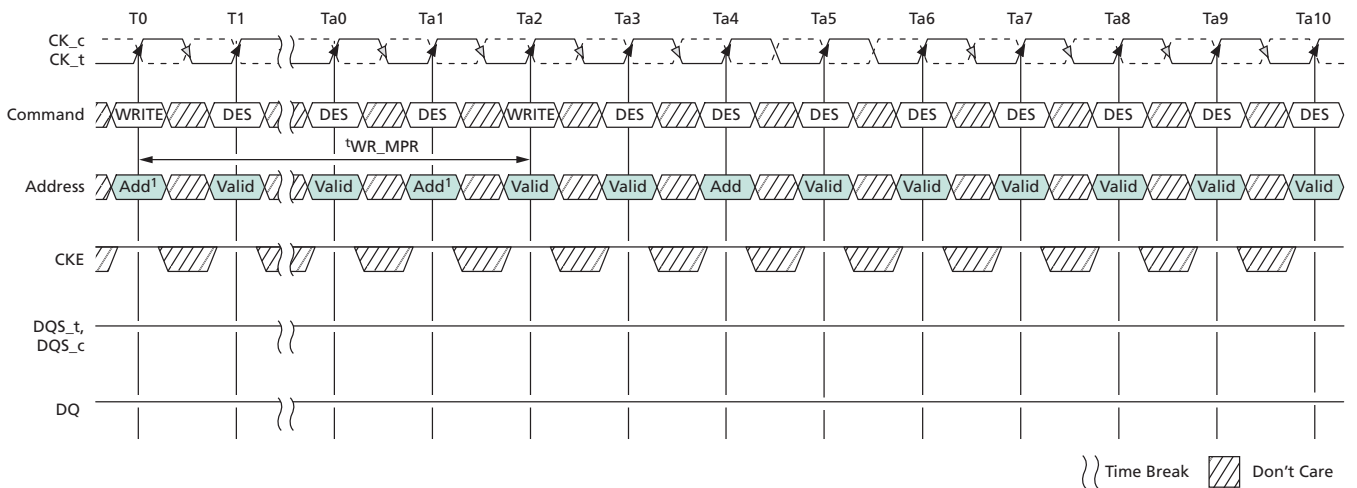 T0 T1 Ta0 Ta1 Ta2 Ta3 Ta4 Ta5 Ta6 Ta7 Ta8 Ta9 Ta10
CK_c
CK_t
Command WRITE DES DES DES WRITE DES DES DES DES DES DES DES DES
tWR_MPR
Address Add1 Valid Valid Add1 Valid Valid Add Valid Valid Valid Valid Valid Valid
CKE
DQS_t,
DQS_c
DQ
Time Break Don't Care